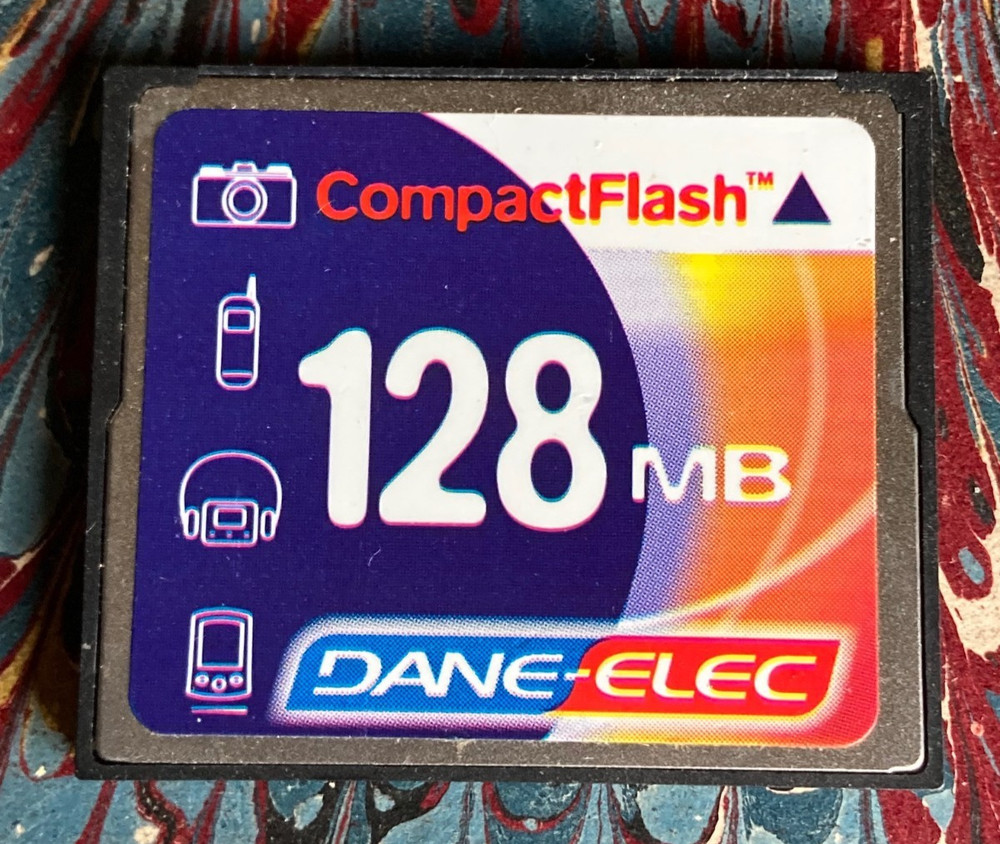 CompactFlash™
128 MB
DANE-ELEC